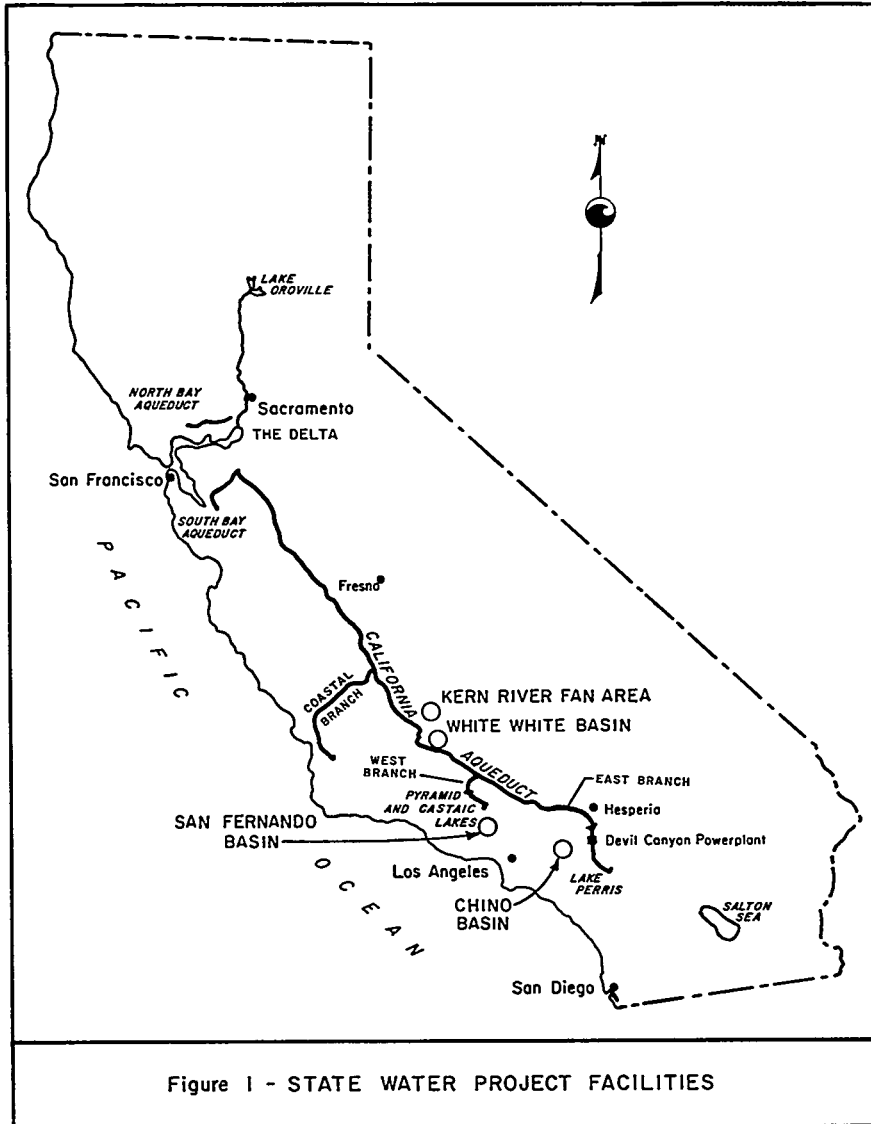 N
LAKE
OROVILLE
NORTH BAY
AQUEDUCT
Sacramento
THE DELTA
San Francisco
SOUTH BAY
AQUEDUCT
PACIFIC
Fresno
CALIFORNIA
COASTAL
BRANCH
KERN RIVER FAN AREA
WHITE WHITE BASIN
AQUEDUCT
WEST
BRANCH
EAST BRANCH
PYRAMID
AND CASTAIC
LAKES
Hesperia
SAN FERNANDO
BASIN
Devil Canyon Powerplant
Los Angeles
LAKE
PERRIS
OCEAN
CHINO
BASIN
SALTON
SEA
San Diego
Figure 1 - STATE WATER PROJECT FACILITIES